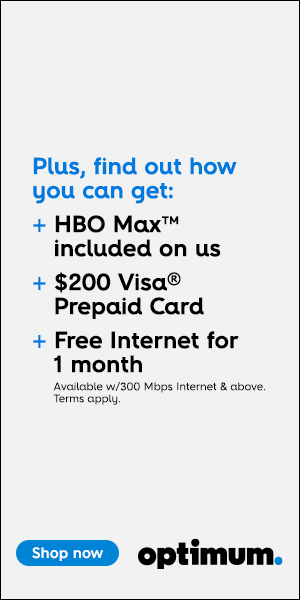 Plus, find out how
you can get:
+ HBO Max™
included on us
+ $200 Visa®
Prepaid Card
+ Free Internet for
1 month
Available w/300 Mbps Internet & above.
Terms apply.
Shop now
optimum.